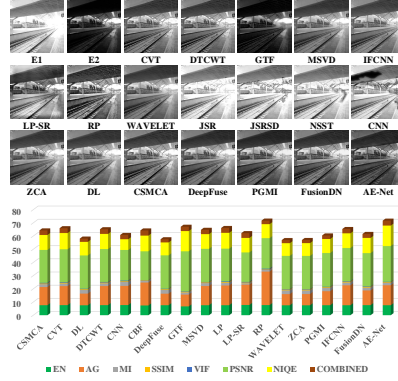 E1 E2 CVT DTCWT GTF MSVD IFCNN
LP-SR RP WAVELET JSR JSRSD NSST CNN
ZCA DL CSMCA DeepFuse PGMI FusionDN AE-Net
80
70
60
50
40
30
20
10
0
CSMCA CVT DL DTCWT CNN CBF DeepFuse GTF MSVD LP LP-SR RP WAVELET ZCA PGMI IFCNN FusionDN AE-Net
EN AG MI SSIM VIF PSNR NIQE COMBINED